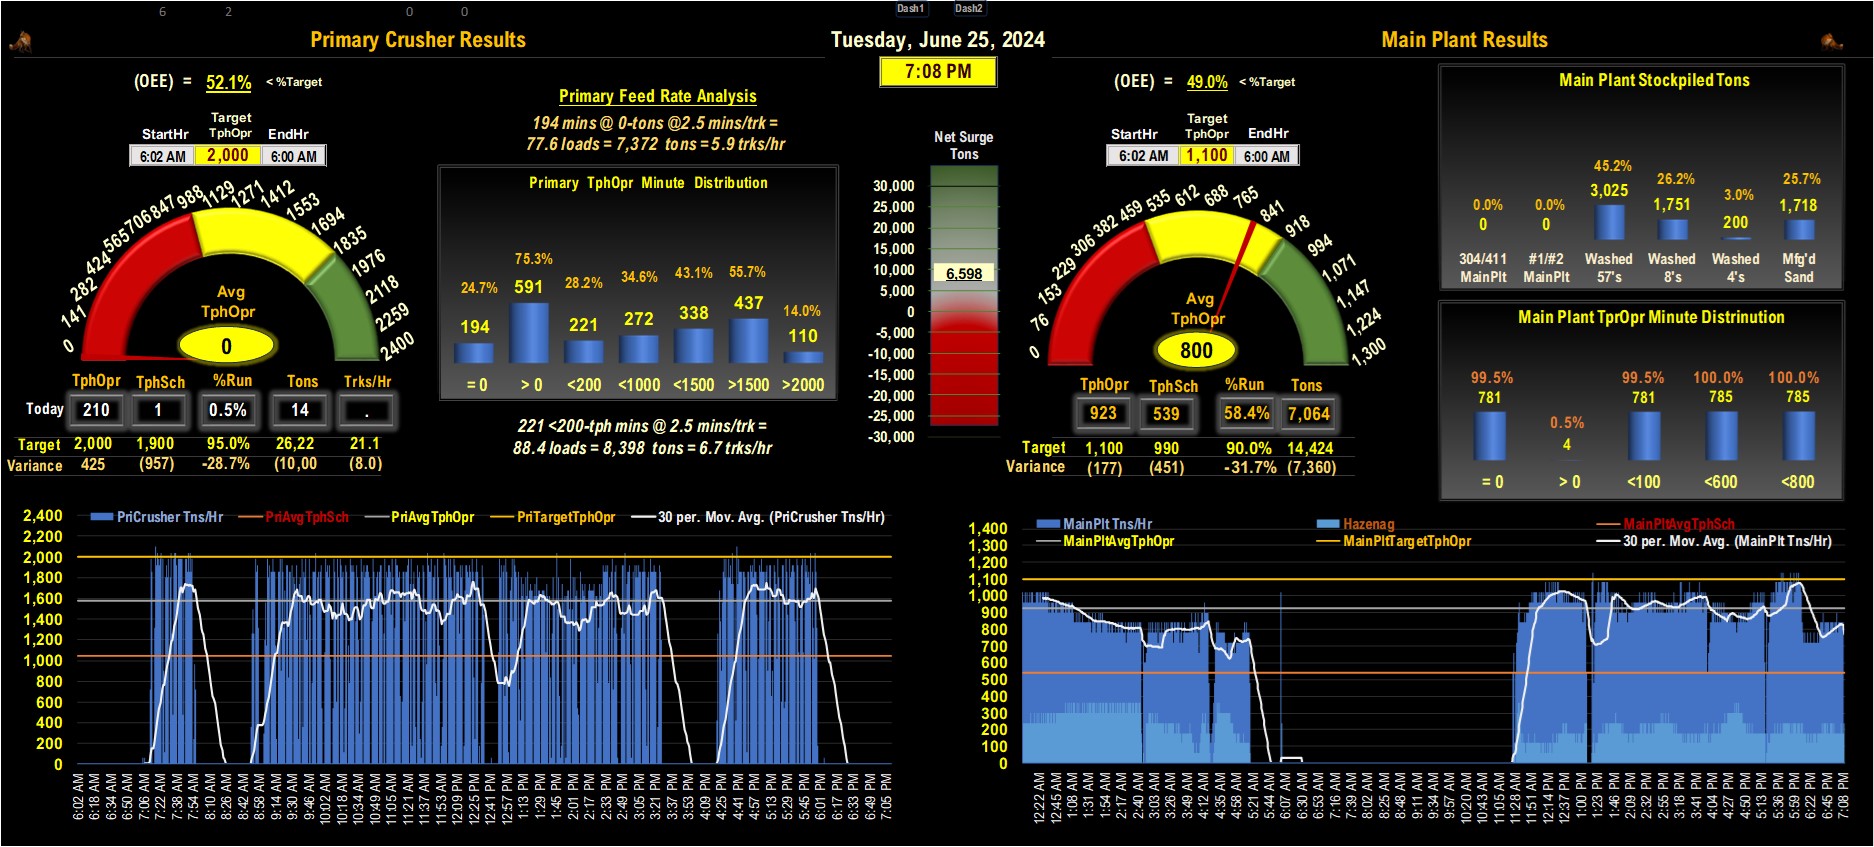 6 2 0 0 Dash1 Dash2
Primary Crusher Results
Tuesday, June 25, 2024
Main Plant Results
7:08 PM
(OEE) = 52.1% < %Target
StartHr Target TphOpr EndHr
6:02 AM 2,000 6:00 AM
0 141 282 424 565 706 847 988 1129 1271 1412 1553 1694 1835 1976 2118 2259 2400
Avg
TphOpr
0
TphOpr TphSch %Run Tons Trks/Hr
Today 210 1 0.5% 14 .
Target 2,000 1,900 95.0% 26,22 21.1
Variance 425 (957) -28.7% (10,00 (8.0)
Primary Feed Rate Analysis
194 mins @ 0-tons @2.5 mins/trk =
77.6 loads = 7,372 tons = 5.9 trks/hr
Primary TphOpr Minute Distribution
24.7% 75.3% 28.2% 34.6% 43.1% 55.7% 14.0%
194 591 221 272 338 437 110
= 0 > 0 <200 <1000 <1500 >1500 >2000
221 <200-tph mins @ 2.5 mins/trk =
88.4 loads = 8,398 tons = 6.7 trks/hr
Net Surge
Tons
30,000
25,000
20,000
15,000
10,000
6,598
5,000
0
-5,000
-10,000
-15,000
-20,000
-25,000
-30,000
(OEE) = 49.0% < %Target
StartHr Target TphOpr EndHr
6:02 AM 1,100 6:00 AM
0 76 153 229 306 382 459 535 612 688 765 841 918 994 1,071 1,147 1,224 1,300
Avg
TphOpr
800
TphOpr TphSch %Run Tons
923 539 58.4% 7,064
Target 1,100 990 90.0% 14,424
Variance (177) (451) -31.7% (7,360)
Main Plant Stockpiled Tons
0.0% 0.0% 45.2% 26.2% 3.0% 25.7%
0 0 3,025 1,751 200 1,718
304/411 #1/#2 Washed Washed Washed Mfg'd
MainPlt MainPlt 57's 8's 4's Sand
Main Plant TprOpr Minute Distrinution
99.5% 0.5% 99.5% 100.0% 100.0%
781 4 781 785 785
= 0 > 0 <100 <600 <800
PriCrusher Tns/Hr PriAvgTphSch PriAvgTphOpr PriTargetTphOpr 30 per. Mov. Avg. (PriCrusher Tns/Hr)
2,400
2,200
2,000
1,800
1,600
1,400
1,200
1,000
800
600
400
200
0
6:02 AM 6:18 AM 6:34 AM 6:50 AM 7:06 AM 7:22 AM 7:38 AM 7:54 AM 8:10 AM 8:26 AM 8:42 AM 8:58 AM 9:14 AM 9:30 AM 9:46 AM 10:02 AM 10:18 AM 10:34 AM 10:49 AM 11:05 AM 11:21 AM 11:37 AM 11:53 AM 12:09 PM 12:25 PM 12:41 PM 12:57 PM 1:13 PM 1:29 PM 1:45 PM 2:01 PM 2:17 PM 2:33 PM 2:49 PM 3:05 PM 3:21 PM 3:37 PM 3:53 PM 4:09 PM 4:25 PM 4:41 PM 4:57 PM 5:13 PM 5:29 PM 5:45 PM 6:01 PM 6:17 PM 6:33 PM 6:49 PM 7:05 PM
MainPlt Tns/Hr Hazenag MainPltAvgTphSch
MainPltAvgTphOpr MainPltTargetTphOpr 30 per. Mov. Avg. (MainPlt Tns/Hr)
1,400
1,300
1,200
1,100
1,000
900
800
700
600
500
400
300
200
100
0
12:22 AM 12:45 AM 1:08 AM 1:31 AM 1:54 AM 2:17 AM 2:40 AM 3:03 AM 3:26 AM 3:49 AM 4:12 AM 4:35 AM 4:58 AM 5:21 AM 5:44 AM 6:07 AM 6:30 AM 6:53 AM 7:16 AM 7:39 AM 8:02 AM 8:25 AM 8:48 AM 9:11 AM 9:34 AM 9:57 AM 10:20 AM 10:43 AM 11:05 AM 11:28 AM 11:51 AM 12:14 PM 12:37 PM 1:00 PM 1:23 PM 1:46 PM 2:09 PM 2:32 PM 2:55 PM 3:18 PM 3:41 PM 4:04 PM 4:27 PM 4:50 PM 5:13 PM 5:36 PM 5:59 PM 6:22 PM 6:45 PM 7:08 PM